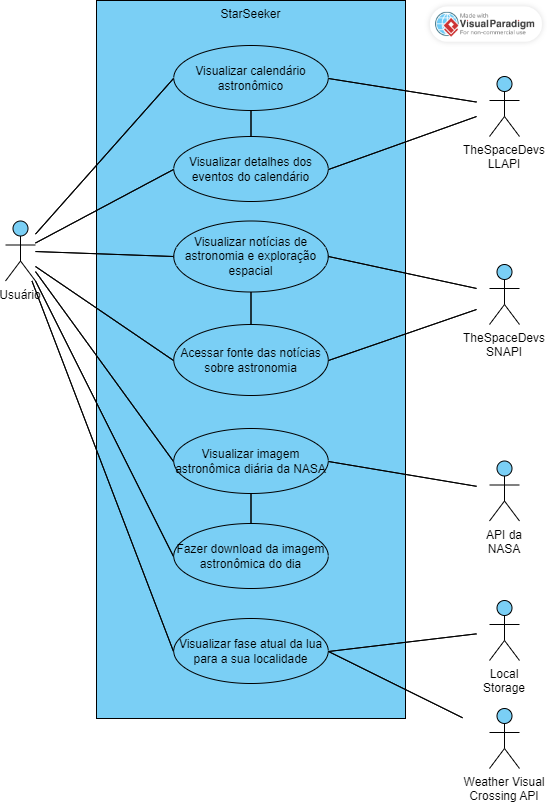 StarSeeker
Made with
VisualParadigm
For non-commercial use
Visualizar calendário
astronômico
TheSpaceDevs
LLAPI
Visualizar detalhes dos
eventos do calendário
Visualizar notícias de
astronomia e exploração
espacial
Usuário
TheSpaceDevs
SNAPI
Acessar fonte das notícias
sobre astronomia
Visualizar imagem
astronômica diária da NASA
API da
NASA
Fazer download da imagem
astronômica do dia
Visualizar fase atual da lua
para a sua localidade
Local
Storage
Weather Visual
Crossing API